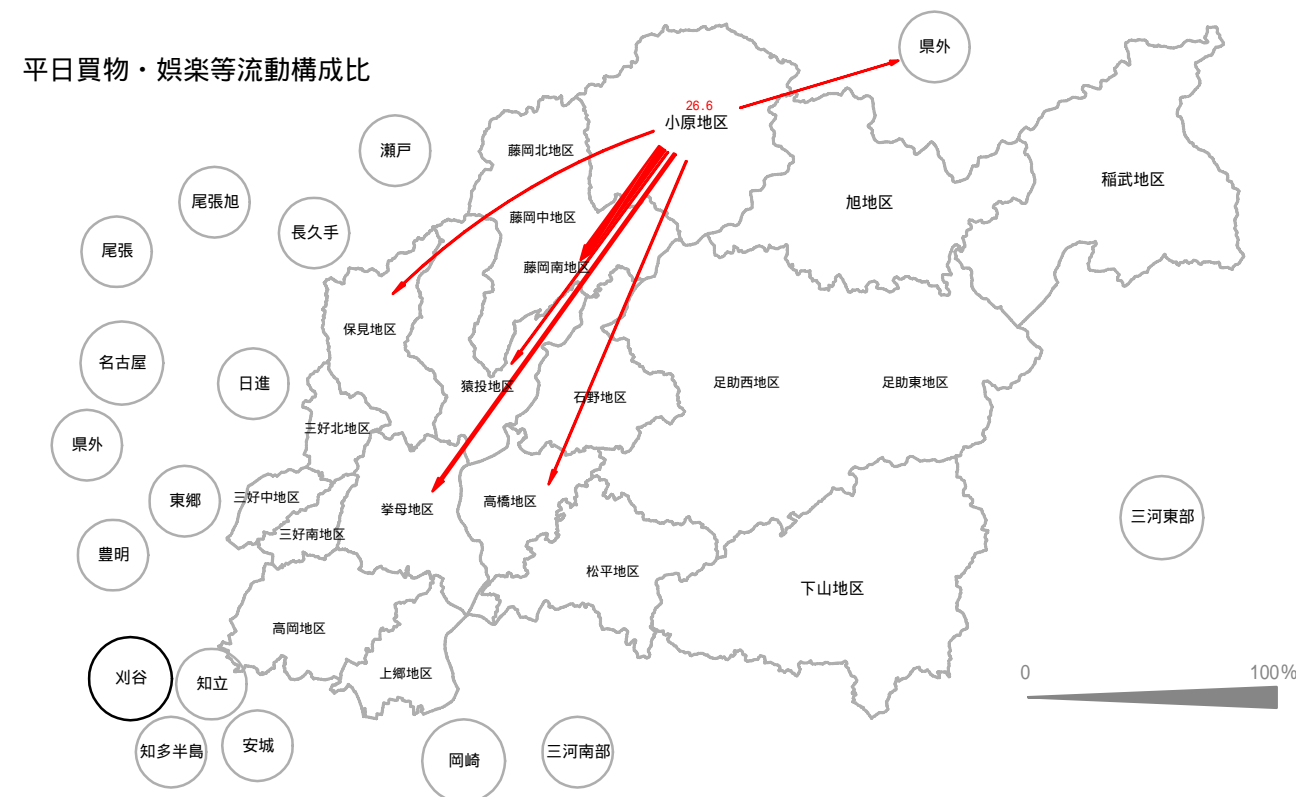 平日買物・娯楽等流動構成比
県外
26.6
小原地区
瀬戸
藤岡北地区
稲武地区
尾張旭
旭地区
藤岡中地区
長久手
尾張
藤岡南地区
保見地区
名古屋
日進
猿投地区
石野地区
足助西地区
足助東地区
三好北地区
県外
東郷
三好中地区
挙母地区
高橋地区
三河東部
三好南地区
豊明
松平地区
下山地区
高岡地区
刈谷
知立
上郷地区
0
100%
知多半島
安城
岡崎
三河南部